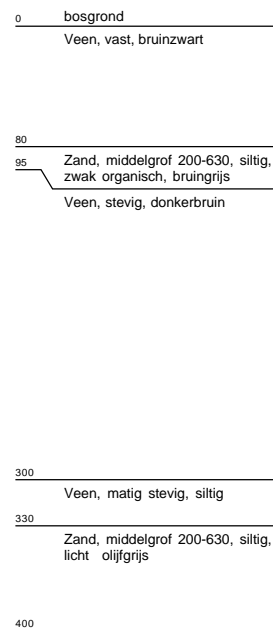 0 bosgrond
Veen, vast, bruinzwart
80
95 Zand, middelgrof 200-630, siltig,
zwak organisch, bruingrijs
Veen, stevig, donkerbruin
300
Veen, matig stevig, siltig
330
Zand, middelgrof 200-630, siltig,
licht olijfgrijs
400